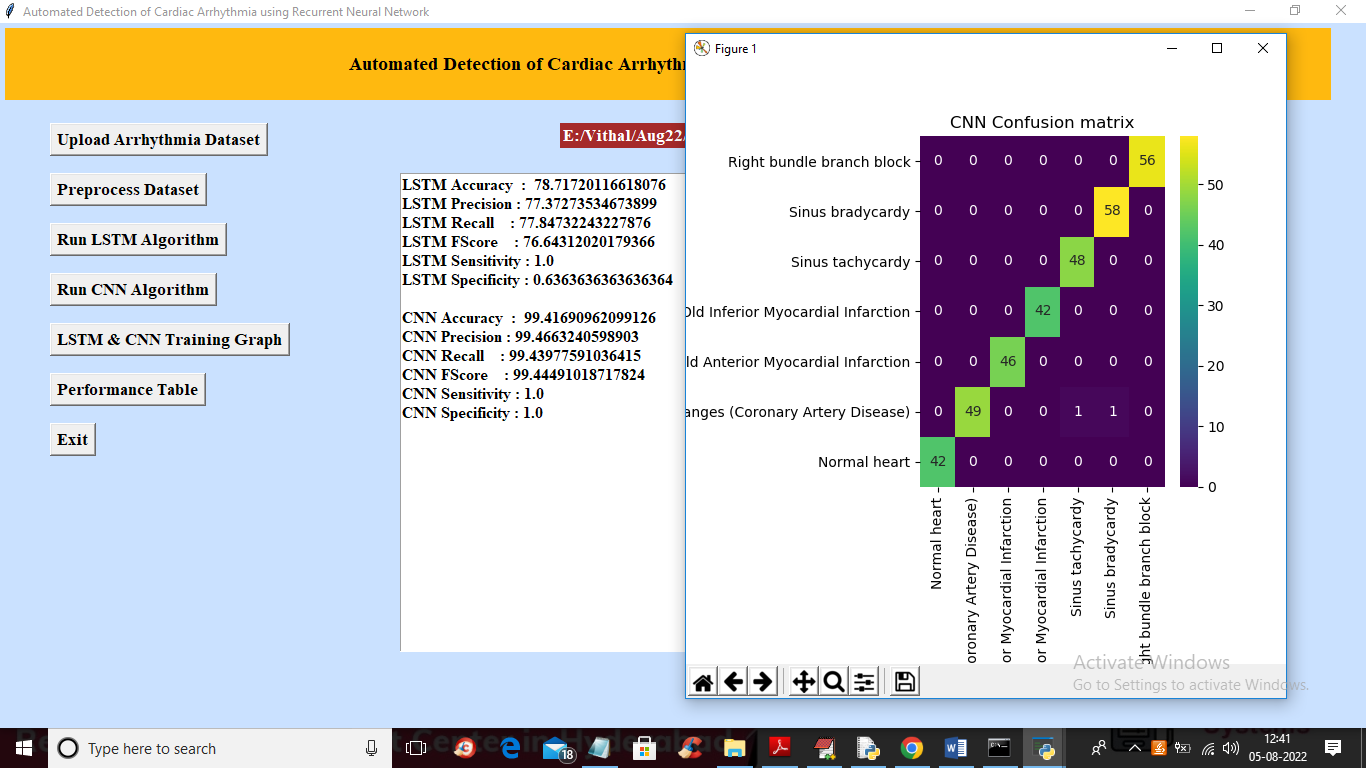 Automated Detection of Cardiac Arrhythmia using Recurrent Neural Network
Automated Detection of Cardiac Arrhyth
Upload Arrhythmia Dataset
Preprocess Dataset
Run LSTM Algorithm
Run CNN Algorithm
LSTM & CNN Training Graph
Performance Table
Exit
E:/Vithal/Aug22/
LSTM Accuracy : 78.71720116618076
LSTM Precision : 77.37273534673899
LSTM Recall : 77.84732243227876
LSTM FScore : 76.64312020179366
LSTM Sensitivity : 1.0
LSTM Specificity : 0.6363636363636364
CNN Accuracy : 99.41690962099126
CNN Precision : 99.4663240598903
CNN Recall : 99.43977591036415
CNN FScore : 99.44491018717824
CNN Sensitivity : 1.0
CNN Specificity : 1.0
Figure 1
CNN Confusion matrix
Right bundle branch block 0 0 0 0 0 0 56
Sinus bradycardy 0 0 0 0 0 58 0
Sinus tachycardy 0 0 0 0 48 0 0
Old Inferior Myocardial Infarction 0 0 0 42 0 0 0
ld Anterior Myocardial Infarction 0 0 46 0 0 0 0
anges (Coronary Artery Disease) 0 49 0 0 1 1 0
Normal heart 42 0 0 0 0 0 0
50
40
30
20
10
0
Normal heart
oronary Artery Disease)
or Myocardial Infarction
or Myocardial Infarction
Sinus tachycardy
Sinus bradycardy
ght bundle branch block
Activate Windows
Go to Settings to activate Windows.
Type here to search
18
12:41
05-08-2022